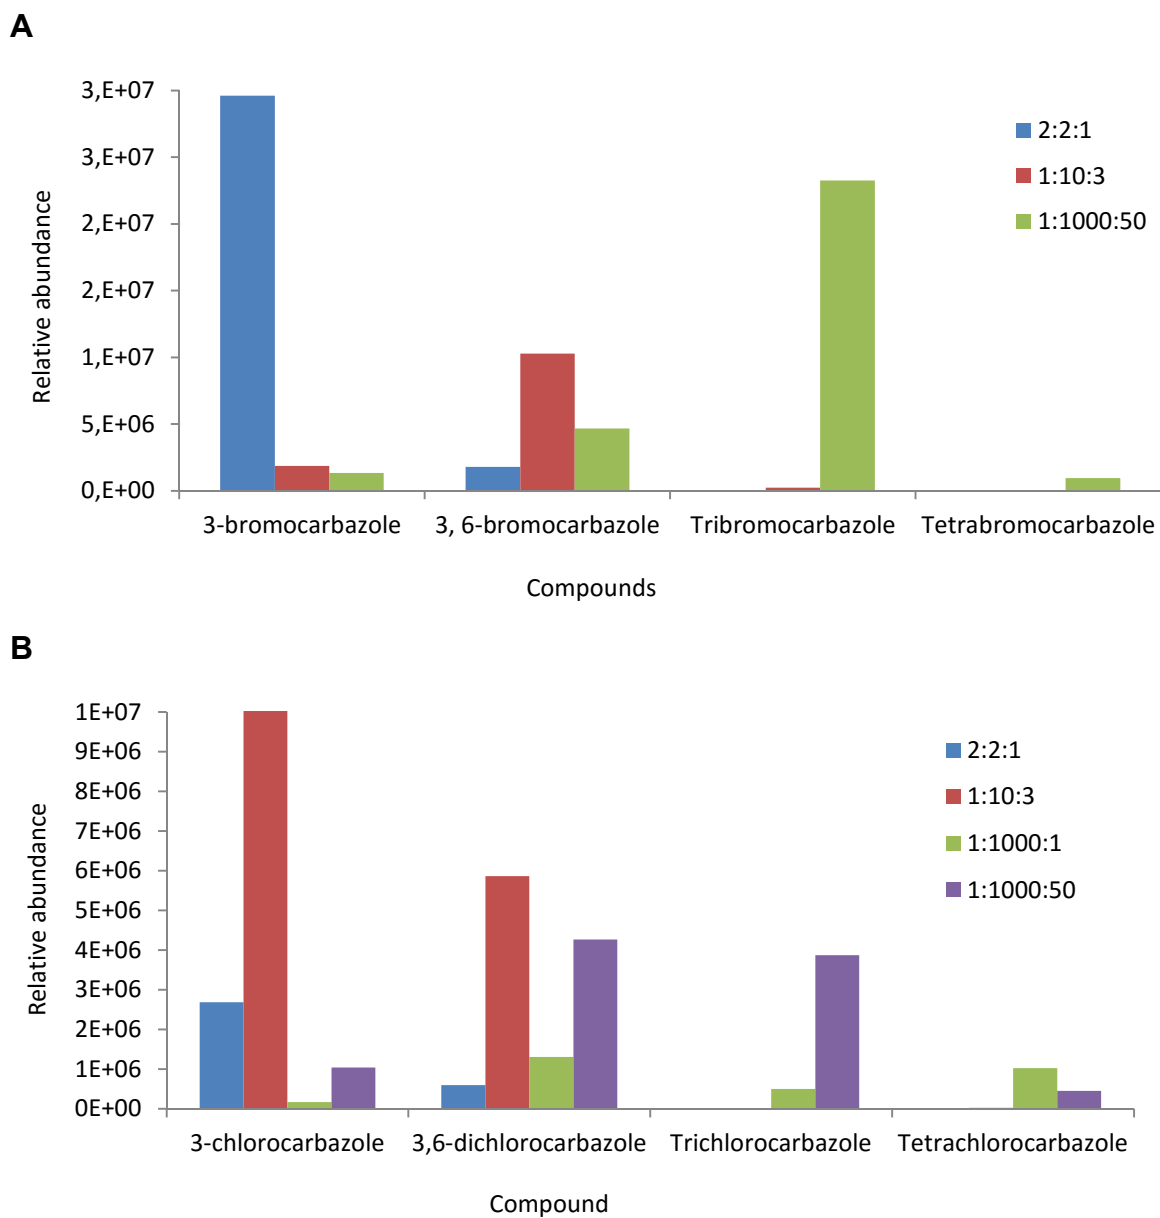 A
3,E+07
3,E+07
2,E+07
2,E+07
1,E+07
5,E+06
0,E+00
Relative abundance
2:2:1
1:10:3
1:1000:50
3-bromocarbazole
3, 6-bromocarbazole
Tribromocarbazole
Tetrabromocarbazole
Compounds
B
1E+07
9E+06
8E+06
7E+06
6E+06
5E+06
4E+06
3E+06
2E+06
1E+06
0E+00
Relative abundance
2:2:1
1:10:3
1:1000:1
1:1000:50
3-chlorocarbazole
3,6-dichlorocarbazole
Trichlorocarbazole
Tetrachlorocarbazole
Compound